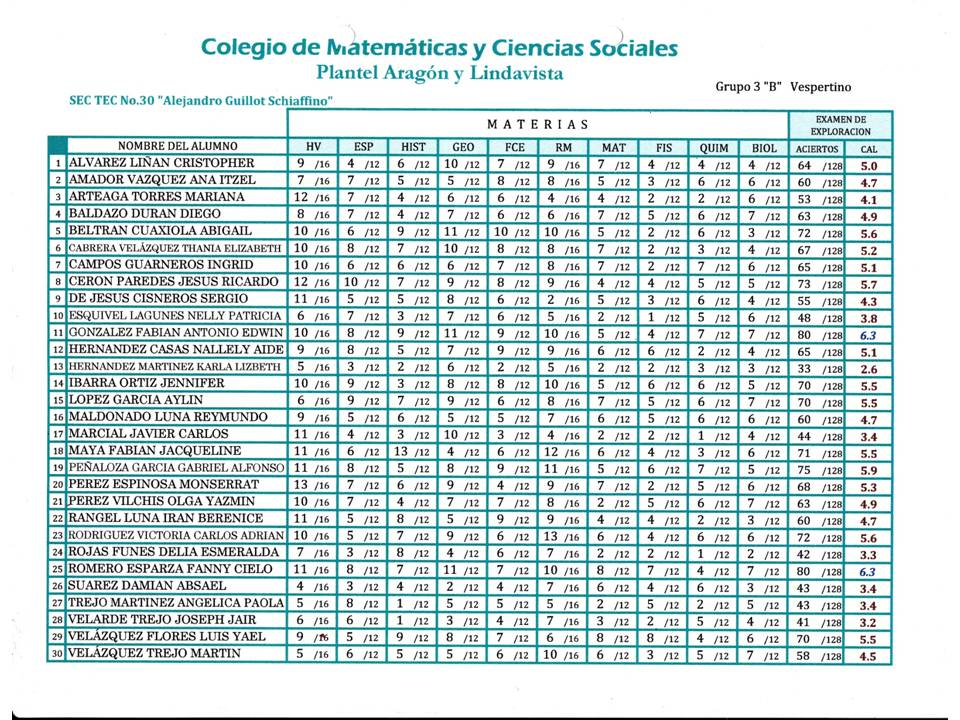 Colegio de Matemáticas y Ciencias Sociales
Plantel Aragón y Lindavista
Grupo 3 "B" Vespertino
SEC TEC No.30 "Alejandro Guillot Schiaffino"
MATERIAS EXAMEN DE EXPLORACION
NOMBRE DEL ALUMNO HV ESP HIST GEO FCE RM MAT FIS QUIM BIOL ACIERTOS CAL
1 ALVAREZ LIÑAN CRISTOPHER 9 /16 4 /12 6 /12 10 /12 7 /12 9 /16 7 /12 4 /12 4 /12 4 /12 64 /128 5.0
2 AMADOR VAZQUEZ ANA ITZEL 7 /16 7 /12 5 /12 5 /12 8 /12 8 /16 5 /12 3 /12 6 /12 6 /12 60 /128 4.7
3 ARTEAGA TORRES MARIANA 12 /16 7 /12 4 /12 6 /12 6 /12 4 /16 4 /12 2 /12 2 /12 6 /12 53 /128 4.1
4 BALDAZO DURAN DIEGO 8 /16 7 /12 4 /12 7 /12 6 /12 6 /16 7 /12 5 /12 6 /12 7 /12 63 /128 4.9
5 BELTRAN CUAXIOLA ABIGAIL 10 /16 6 /12 9 /12 11 /12 10 /12 10 /16 5 /12 2 /12 6 /12 3 /12 72 /128 5.6
6 CABRERA VELÁZQUEZ THANIA ELIZABETH 10 /16 8 /12 7 /12 10 /12 8 /12 8 /16 7 /12 2 /12 3 /12 4 /12 67 /128 5.2
7 CAMPOS GUARNEROS INGRID 10 /16 6 /12 6 /12 6 /12 7 /12 8 /16 7 /12 2 /12 7 /12 6 /12 65 /128 5.1
8 CERON PAREDES JESUS RICARDO 12 /16 10 /12 7 /12 9 /12 8 /12 9 /16 4 /12 4 /12 5 /12 5 /12 73 /128 5.7
9 DE JESUS CISNEROS SERGIO 11 /16 5 /12 5 /12 8 /12 6 /12 2 /16 5 /12 3 /12 6 /12 4 /12 55 /128 4.3
10 ESQUIVEL LAGUNES NELLY PATRICIA 6 /16 7 /12 3 /12 7 /12 6 /12 5 /16 2 /12 1 /12 5 /12 6 /12 48 /128 3.8
11 GONZALEZ FABIAN ANTONIO EDWIN 10 /16 8 /12 9 /12 11 /12 9 /12 10 /16 5 /12 4 /12 7 /12 7 /12 80 /128 6.3
12 HERNANDEZ CASAS NALLELY AIDE 9 /16 8 /12 5 /12 7 /12 9 /12 9 /16 6 /12 6 /12 2 /12 4 /12 65 /128 5.1
13 HERNANDEZ MARTINEZ KARLA LIZBETH 5 /16 3 /12 2 /12 6 /12 2 /12 5 /16 2 /12 2 /12 3 /12 3 /12 33 /128 2.6
14 IBARRA ORTIZ JENNIFER 10 /16 9 /12 3 /12 8 /12 8 /12 10 /16 5 /12 6 /12 6 /12 5 /12 70 /128 5.5
15 LOPEZ GARCIA AYLIN 6 /16 9 /12 7 /12 9 /12 6 /12 8 /16 7 /12 5 /12 6 /12 7 /12 70 /128 5.5
16 MALDONADO LUNA REYMUNDO 9 /16 5 /12 6 /12 5 /12 5 /12 7 /16 6 /12 5 /12 6 /12 6 /12 60 /128 4.7
17 MARCIAL JAVIER CARLOS 11 /16 4 /12 3 /12 10 /12 3 /12 4 /16 2 /12 2 /12 1 /12 4 /12 44 /128 3.4
18 MAYA FABIAN JACQUELINE 11 /16 6 /12 13 /12 4 /12 6 /12 12 /16 6 /12 4 /12 3 /12 6 /12 71 /128 5.5
19 PEÑALOZA GARCIA GABRIEL ALFONSO 11 /16 8 /12 5 /12 8 /12 9 /12 11 /16 5 /12 6 /12 7 /12 5 /12 75 /128 5.9
20 PEREZ ESPINOSA MONSERRAT 13 /16 7 /12 6 /12 9 /12 4 /12 9 /16 7 /12 2 /12 5 /12 6 /12 68 /128 5.3
21 PEREZ VILCHIS OLGA YAZMIN 10 /16 7 /12 4 /12 7 /12 7 /12 8 /16 2 /12 5 /12 6 /12 7 /12 63 /128 4.9
22 RANGEL LUNA IRAN BERENICE 11 /16 5 /12 8 /12 5 /12 9 /12 9 /16 4 /12 4 /12 2 /12 3 /12 60 /128 4.7
23 RODRIGUEZ VICTORIA CARLOS ADRIAN 10 /16 5 /12 7 /12 9 /12 6 /12 13 /16 6 /12 4 /12 6 /12 6 /12 72 /128 5.6
24 ROJAS FUNES DELIA ESMERALDA 7 /16 3 /12 8 /12 4 /12 6 /12 7 /16 2 /12 2 /12 1 /12 2 /12 42 /128 3.3
25 ROMERO ESPARZA FANNY CIELO 11 /16 8 /12 7 /12 11 /12 7 /12 10 /16 8 /12 7 /12 4 /12 7 /12 80 /128 6.3
26 SUAREZ DAMIAN ABSAEL 4 /16 3 /12 4 /12 2 /12 4 /12 7 /16 6 /12 4 /12 6 /12 3 /12 43 /128 3.4
27 TREJO MARTINEZ ANGELICA PAOLA 5 /16 8 /12 1 /12 5 /12 5 /12 5 /16 2 /12 5 /12 2 /12 5 /12 43 /128 3.4
28 VELARDE TREJO JOSEPH JAIR 6 /16 6 /12 1 /12 3 /12 4 /12 7 /16 3 /12 2 /12 5 /12 4 /12 41 /128 3.2
29 VELÁZQUEZ FLORES LUIS YAEL 9 /16 5 /12 9 /12 8 /12 7 /12 6 /16 8 /12 8 /12 4 /12 6 /12 70 /128 5.5
30 VELÁZQUEZ TREJO MARTIN 5 /16 6 /12 5 /12 5 /12 6 /12 10 /16 6 /12 3 /12 5 /12 7 /12 58 /128 4.5